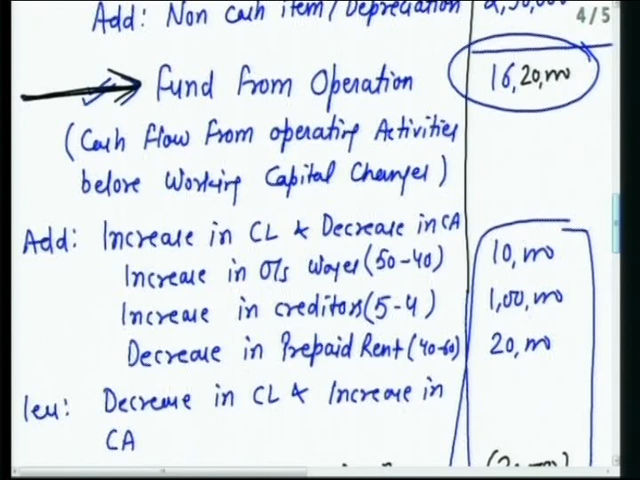 Add: Non Cash item/Depreciation
4/5
Fund from Operation 16,20,000
(Cash flow from operating Activities
before Working Capital Changes)
Add: Increase in CL & Decrease in CA
Increase in O/s Wages (50-40) 10,000
Increase in creditors (5-4) 1,00,000
Decrease in Prepaid Rent (40-60) 20,000
less: Decrease in CL & Increase in
CA